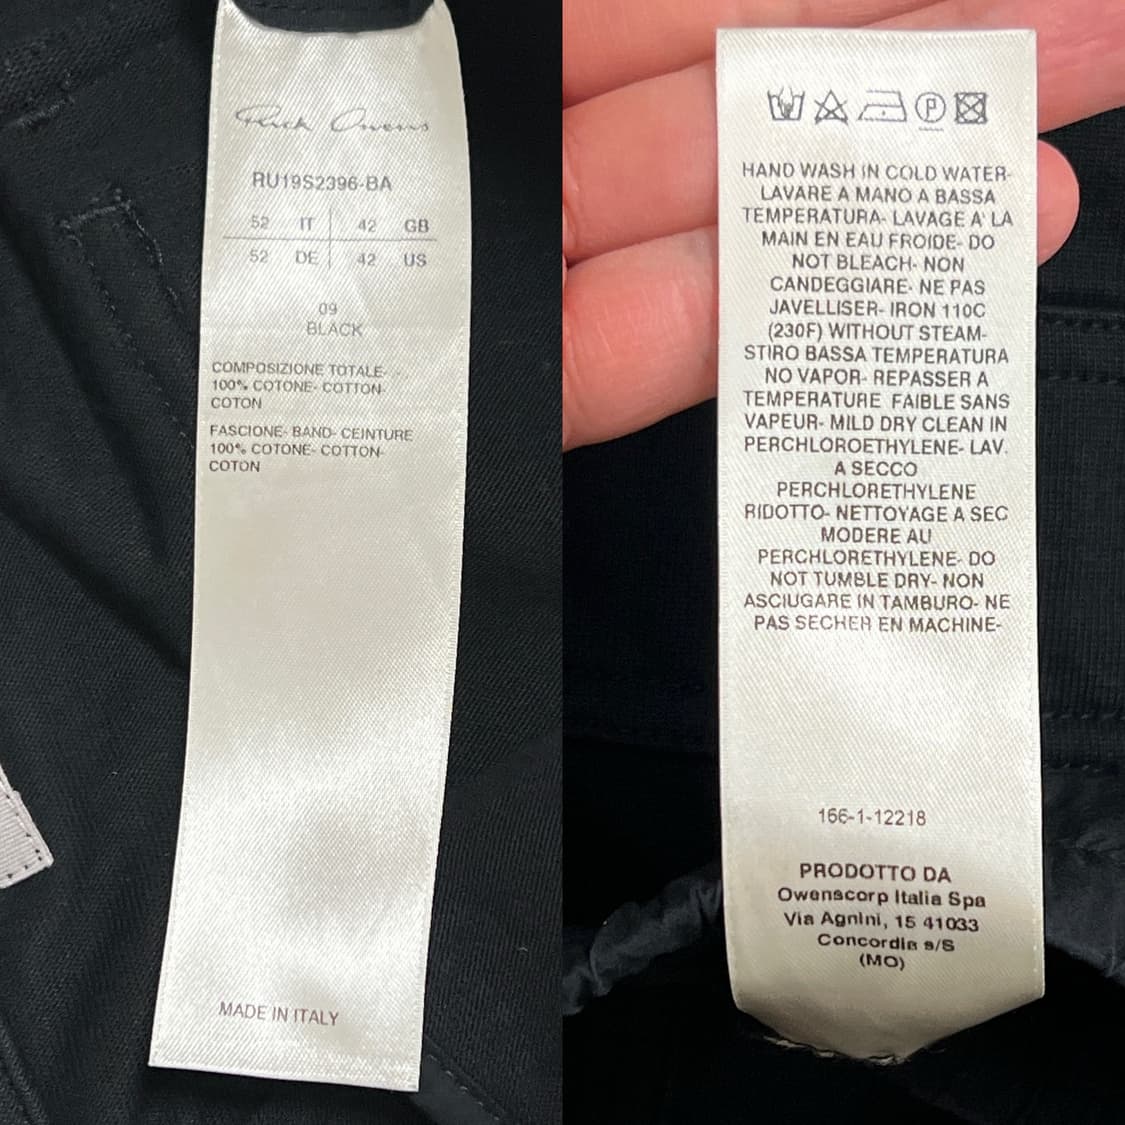 Rick Owens
RU19S2396-BA
52 IT 42 GB
52 DE 42 US
09
BLACK
COMPOSIZIONE TOTALE-
100% COTONE- COTTON-
COTON
FASCIONE- BAND- CEINTURE
100% COTONE- COTTON-
COTON
MADE IN ITALY
P
HAND WASH IN COLD WATER-
LAVARE A MANO A BASSA
TEMPERATURA- LAVAGE A'LA
MAIN EN EAU FROIDE- DO
NOT BLEACH- NON
CANDEGGIARE- NE PAS
JAVELLISER- IRON 110C
(230F) WITHOUT STEAM-
STIRO BASSA TEMPERATURA
NO VAPOR- REPASSER A
TEMPERATURE FAIBLE SANS
VAPEUR- MILD DRY CLEAN IN
PERCHLOROETHYLENE- LAV.
A SECCO
PERCHLORETHYLENE
RIDOTTO- NETTOYAGE A SEC
MODERE AU
PERCHLORETHYLENE- DO
NOT TUMBLE DRY- NON
ASCIUGARE IN TAMBURO- NE
PAS SECHER EN MACHINE-
166-1-12218
PRODOTTO DA
Owenscorp Italia Spa
Via Agnini, 15 41033
Concordia s/S
(MO)